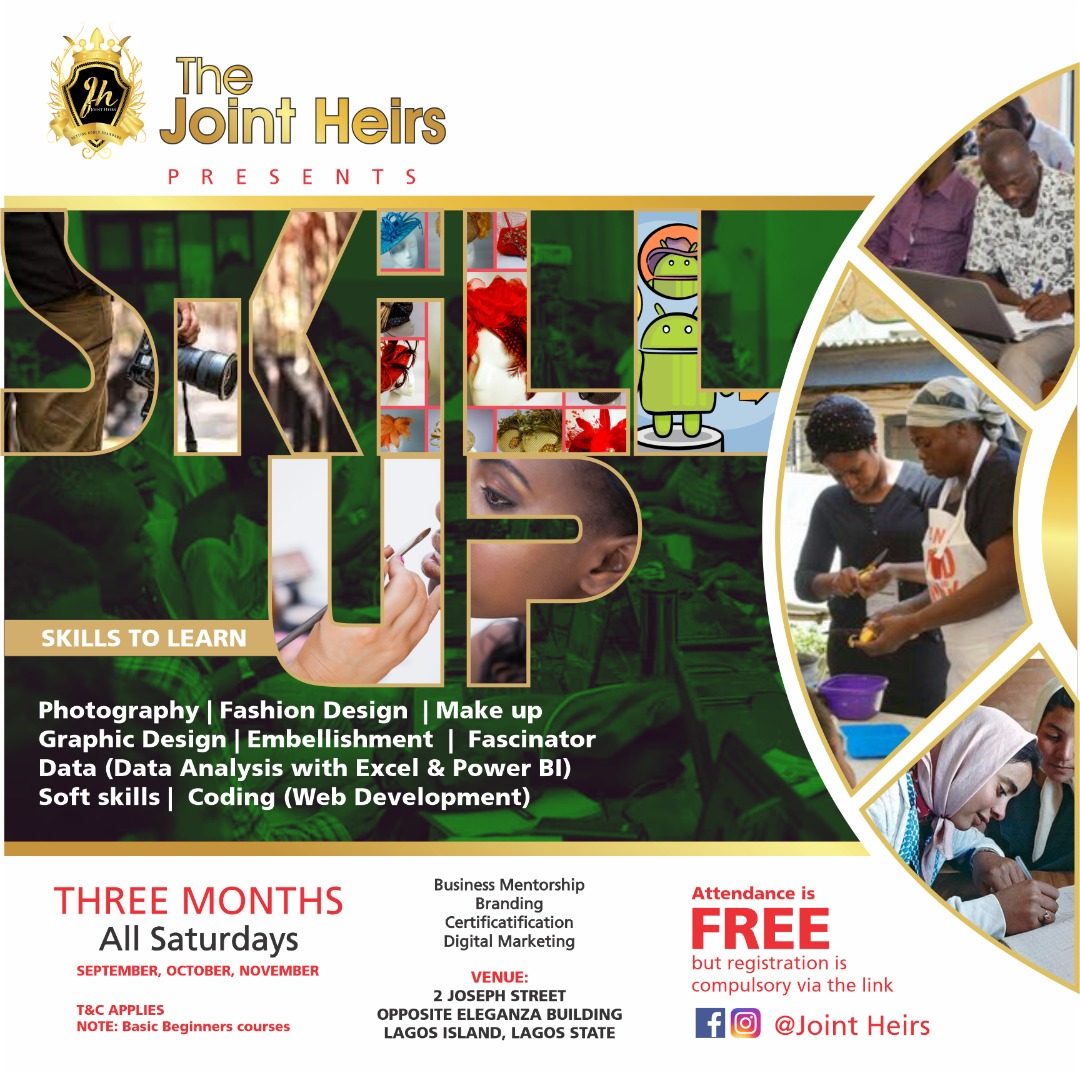 The
Joint Heirs
Jh
JOINT HEIRS
PRESENTS
SKiLL
UP
SKILLS TO LEARN
Photography | Fashion Design | Make up
Graphic Design | Embellishment | Fascinator
Data (Data Analysis with Excel & Power BI)
Soft skills | Coding (Web Development)
THREE MONTHS
All Saturdays
SEPTEMBER, OCTOBER, NOVEMBER
T&C APPLIES
NOTE: Basic Beginners courses
Business Mentorship
Branding
Certificatification
Digital Marketing
VENUE:
2 JOSEPH STREET
OPPOSITE ELEGANZA BUILDING
LAGOS ISLAND, LAGOS STATE
Attendance is
FREE
but registration is
compulsory via the link
@Joint Heirs